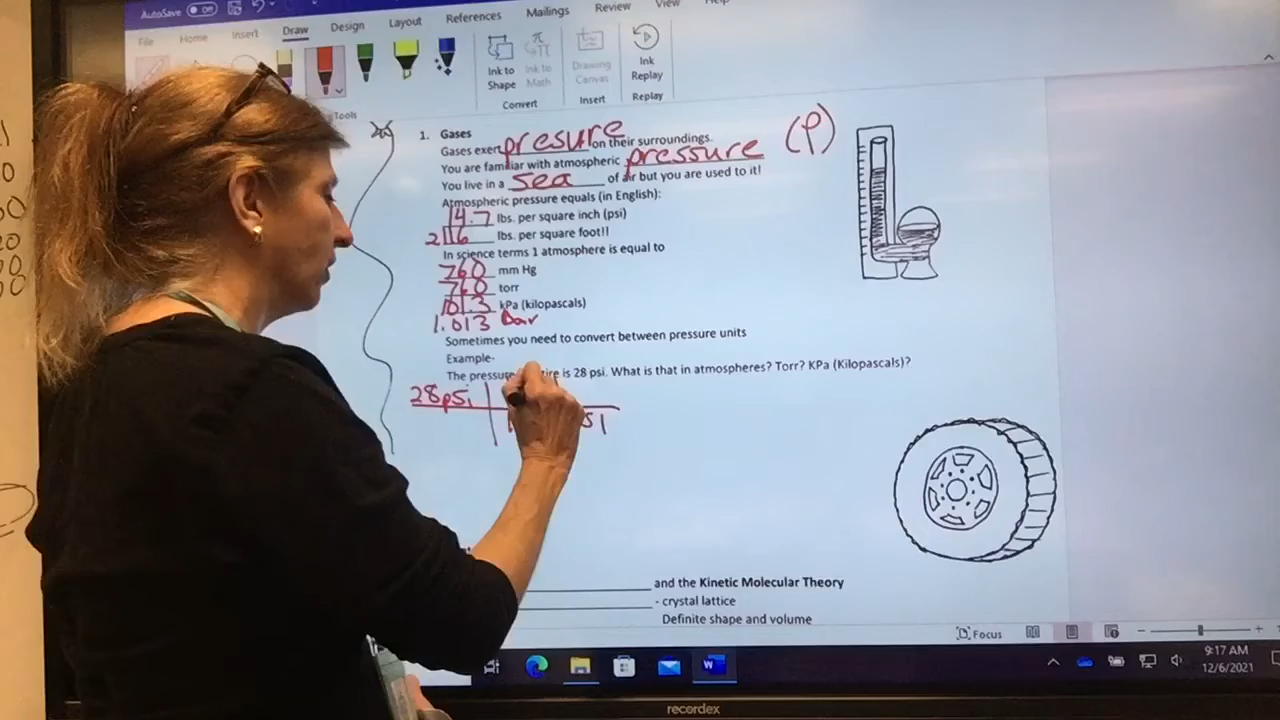 AutoSave Off
File Home Insert Draw Design Layout References Mailings Review View Help
Ink to Shape Ink to Math Drawing Canvas Ink Replay
Tools Convert Insert Replay
1. Gases
Gases exert presure on their surroundings.
You are familiar with atmospheric pressure (P)
You live in a sea of air but you are used to it!
Atmospheric pressure equals (in English):
14.7 lbs. per square inch (psi)
2116 lbs. per square foot!!
In science terms 1 atmosphere is equal to
760 mm Hg
760 torr
101.3 kPa (kilopascals)
1.013 Bar
Sometimes you need to convert between pressure units
Example-
The pressure tire is 28 psi. What is that in atmospheres? Torr? KPa (Kilopascals)?
28psi
and the Kinetic Molecular Theory
- crystal lattice
Definite shape and volume
Focus
9:17 AM
12/6/2021
recordex